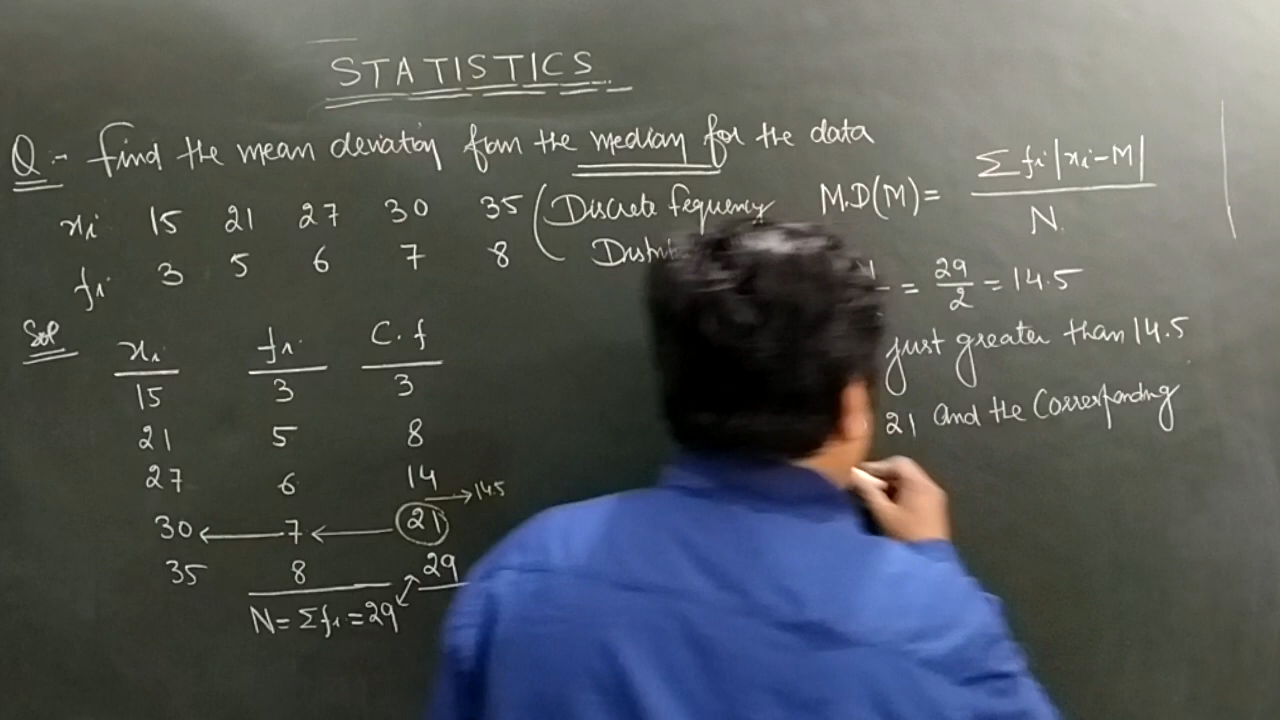 STATISTICS
Q:- Find the mean deviation from the median for the data
xi 15 21 27 30 35 (Discrete fequency
fi 3 5 6 7 8
M.D(M) = Σ fi |xi - M| / N
Sol
xi fi C.f
15 3 3
21 5 8
27 6 14
→ 14.5
30 ← 7 ← 21
35 8 29
N = Σ fi = 29
= 29/2 = 14.5
just greater than 14.5
21 and the Corresponding